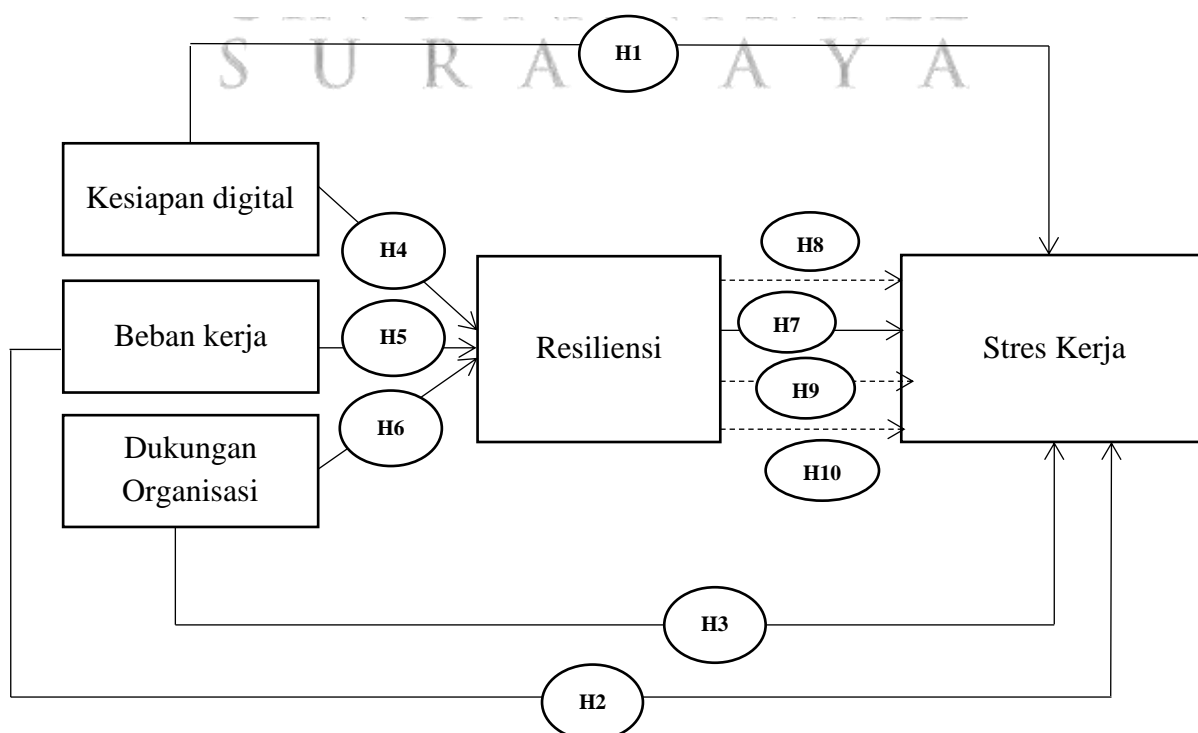 S U R A B A Y A
H1
Kesiapan digital
H4
H8
Beban kerja
H5
Resiliensi
H7
Stres Kerja
H9
H6
Dukungan
Organisasi
H10
H3
H2